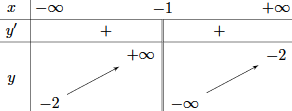 x −∞ −1 +∞
y′ + +
+∞ −2
y
−2 −∞